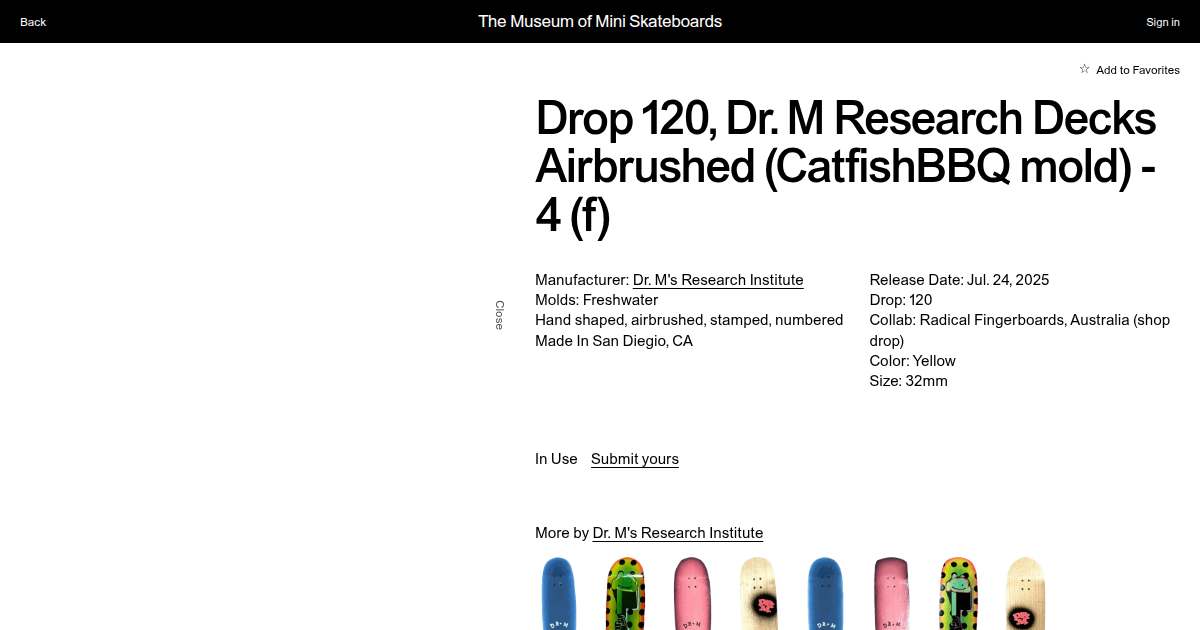 Back
The Museum of Mini Skateboards
Sign in
☆ Add to Favorites
Drop 120, Dr. M Research Decks
Airbrushed (CatfishBBQ mold) -
4 (f)
Close
Manufacturer: Dr. M's Research Institute
Molds: Freshwater
Hand shaped, airbrushed, stamped, numbered
Made In San Diegio, CA
Release Date: Jul. 24, 2025
Drop: 120
Collab: Radical Fingerboards, Australia (shop
drop)
Color: Yellow
Size: 32mm
In Use Submit yours
More by Dr. M's Research Institute